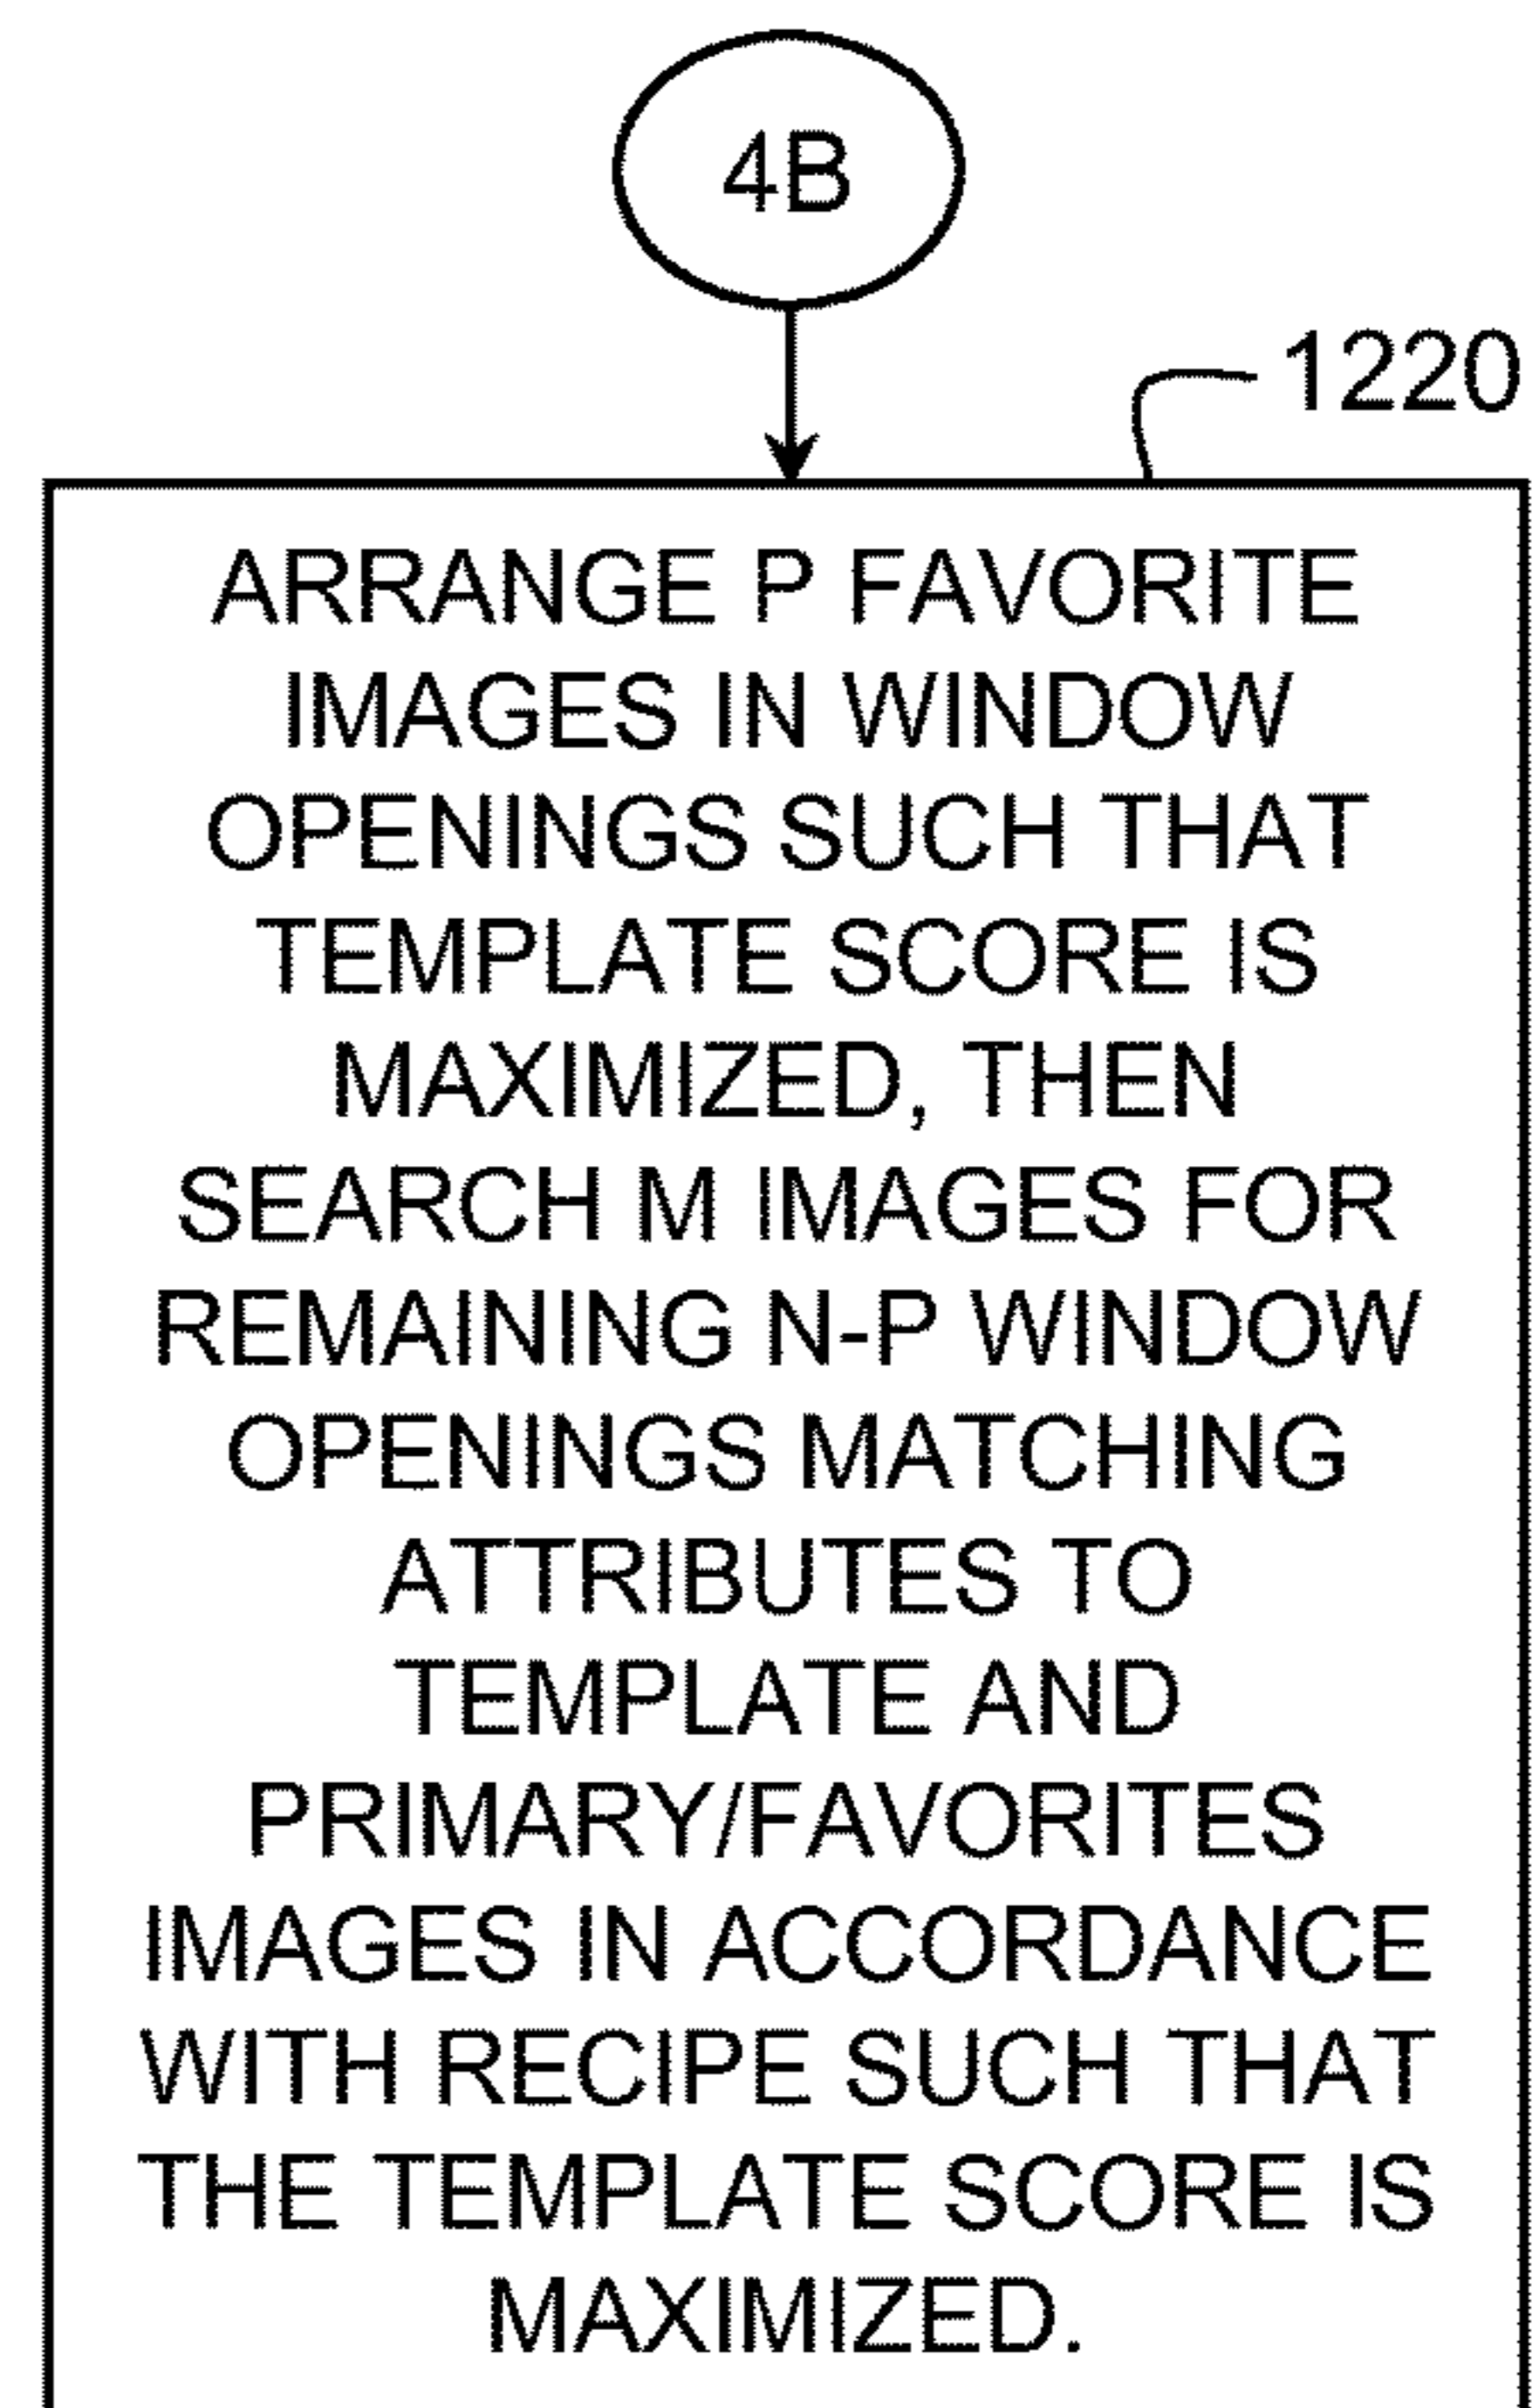 4B
1220
ARRANGE P FAVORITE
IMAGES IN WINDOW
OPENINGS SUCH THAT
TEMPLATE SCORE IS
MAXIMIZED, THEN
SEARCH M IMAGES FOR
REMAINING N-P WINDOW
OPENINGS MATCHING
ATTRIBUTES TO
TEMPLATE AND
PRIMARY/FAVORITES
IMAGES IN ACCORDANCE
WITH RECIPE SUCH THAT
THE TEMPLATE SCORE IS
MAXIMIZED.